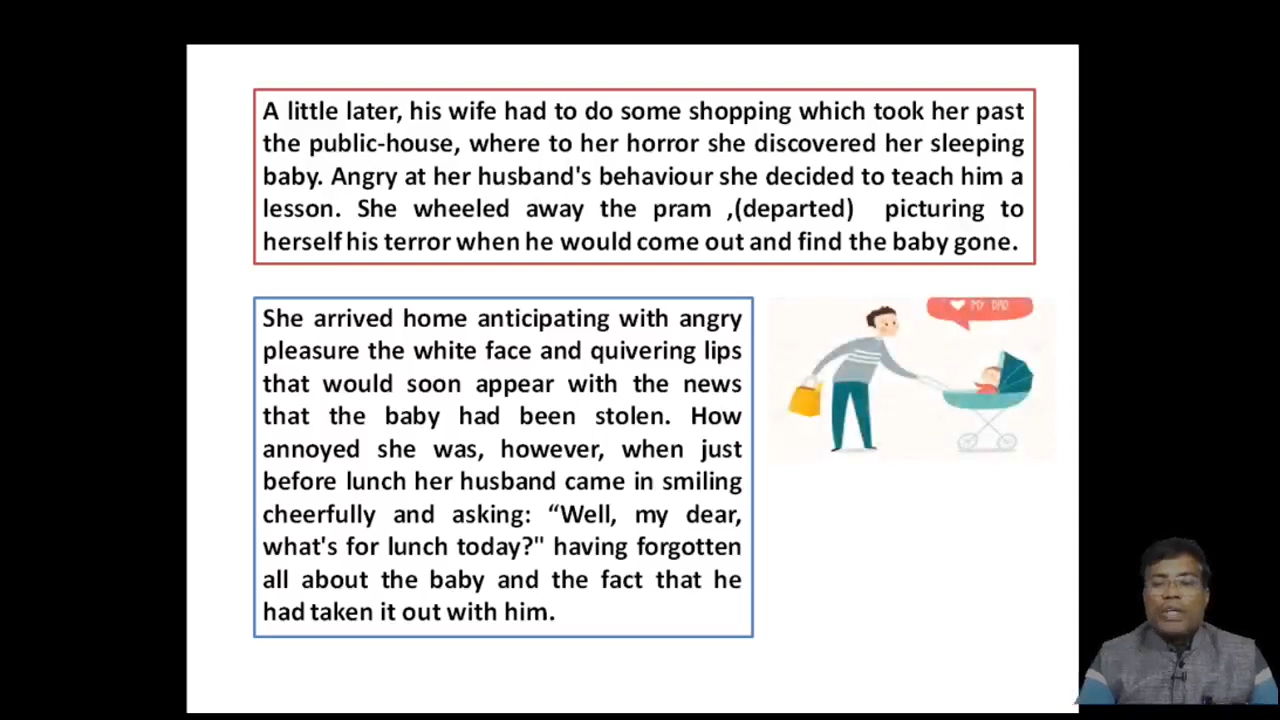 A little later, his wife had to do some shopping which took her past
the public-house, where to her horror she discovered her sleeping
baby. Angry at her husband's behaviour she decided to teach him a
lesson. She wheeled away the pram ,(departed) picturing to
herself his terror when he would come out and find the baby gone.
She arrived home anticipating with angry
pleasure the white face and quivering lips
that would soon appear with the news
that the baby had been stolen. How
annoyed she was, however, when just
before lunch her husband came in smiling
cheerfully and asking: “Well, my dear,
what's for lunch today?" having forgotten
all about the baby and the fact that he
had taken it out with him.
MY DAD